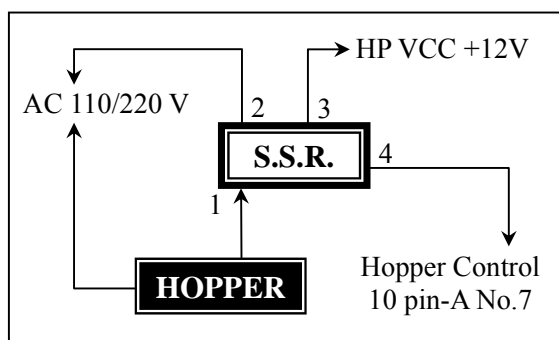 HP VCC +12V
AC 110/220 V
2
3
S.S.R.
4
1
HOPPER
Hopper Control
10 pin-A No.7